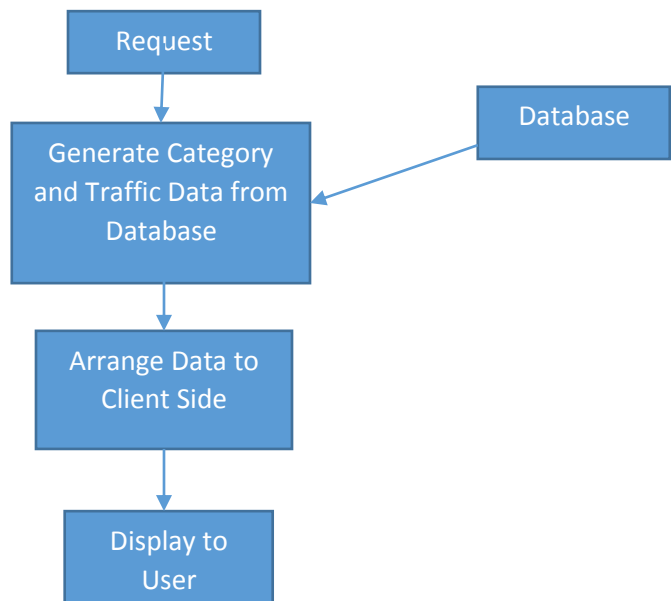 Request
Database
Generate Category
and Traffic Data from
Database
Arrange Data to
Client Side
Display to
User